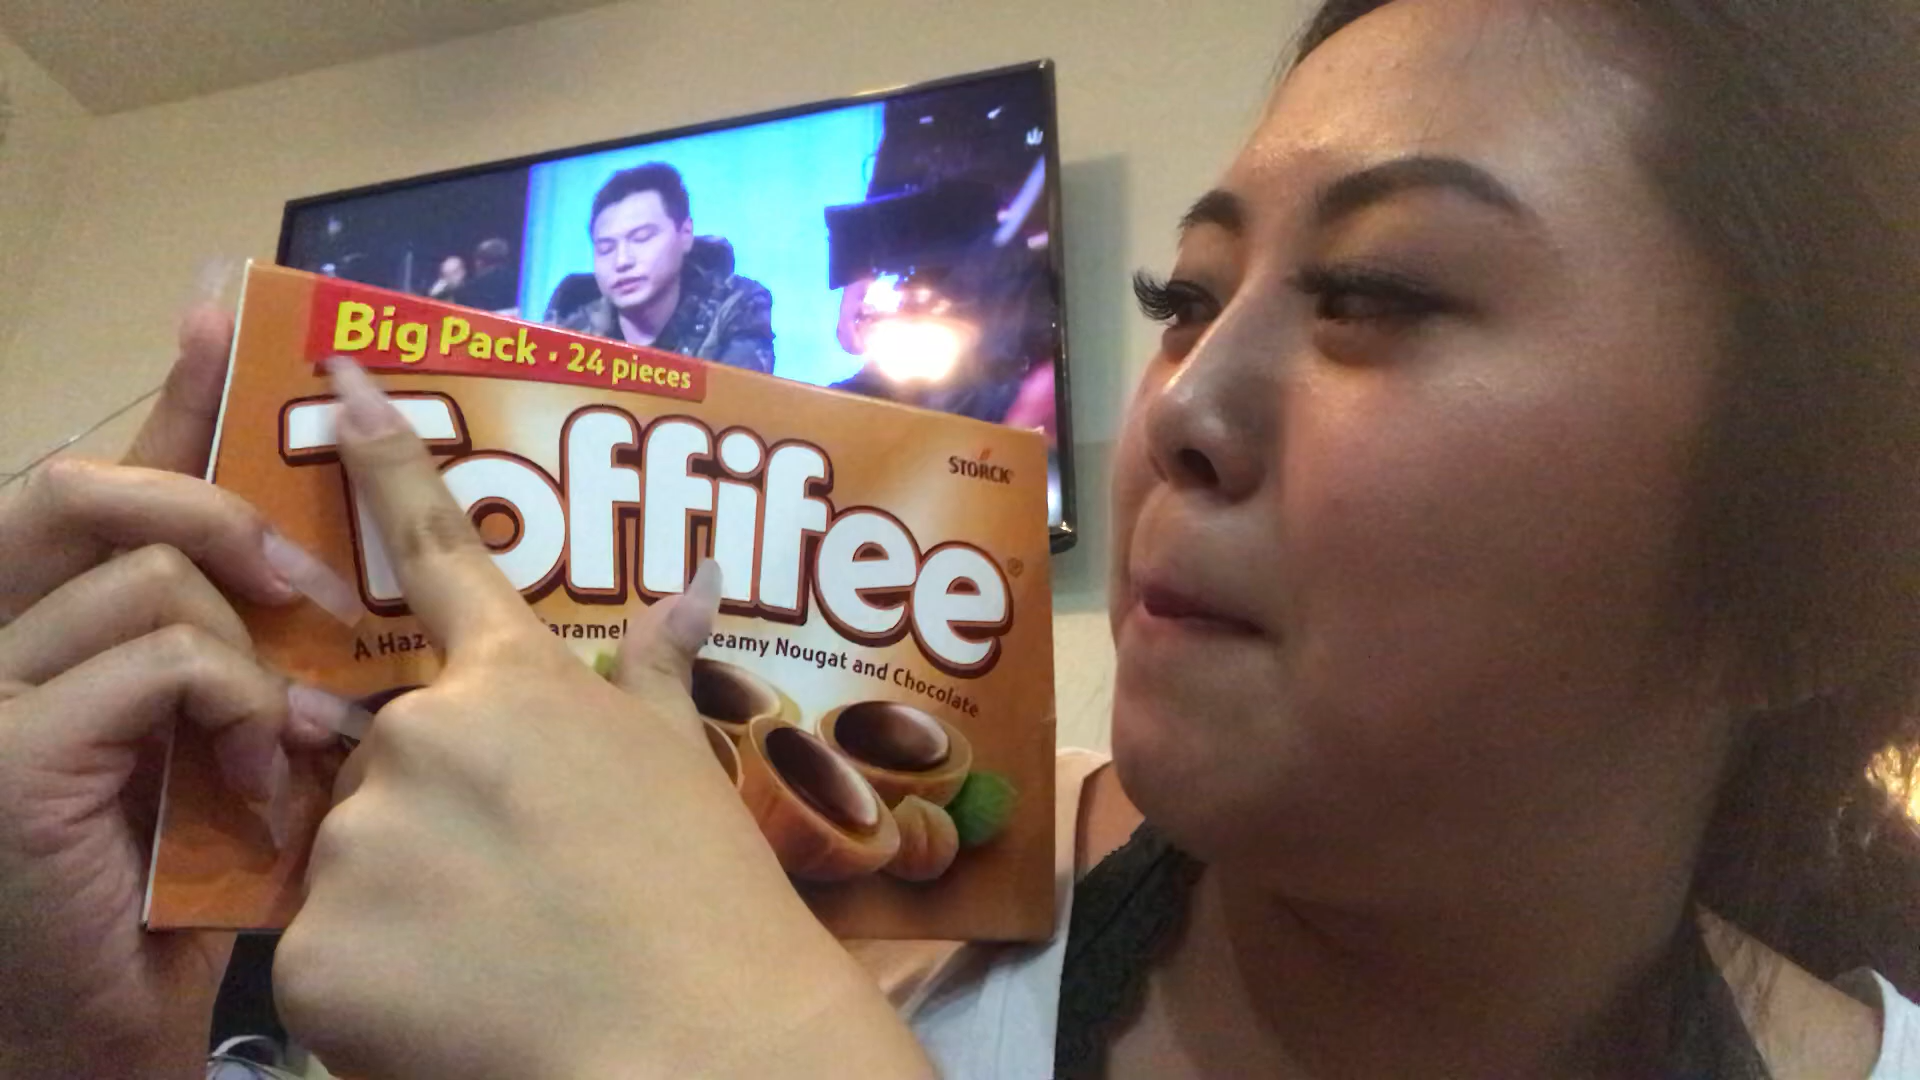 Big Pack · 24 pieces
Toffifee®
STORCK®
A Haz aramel reamy Nougat and Chocolate